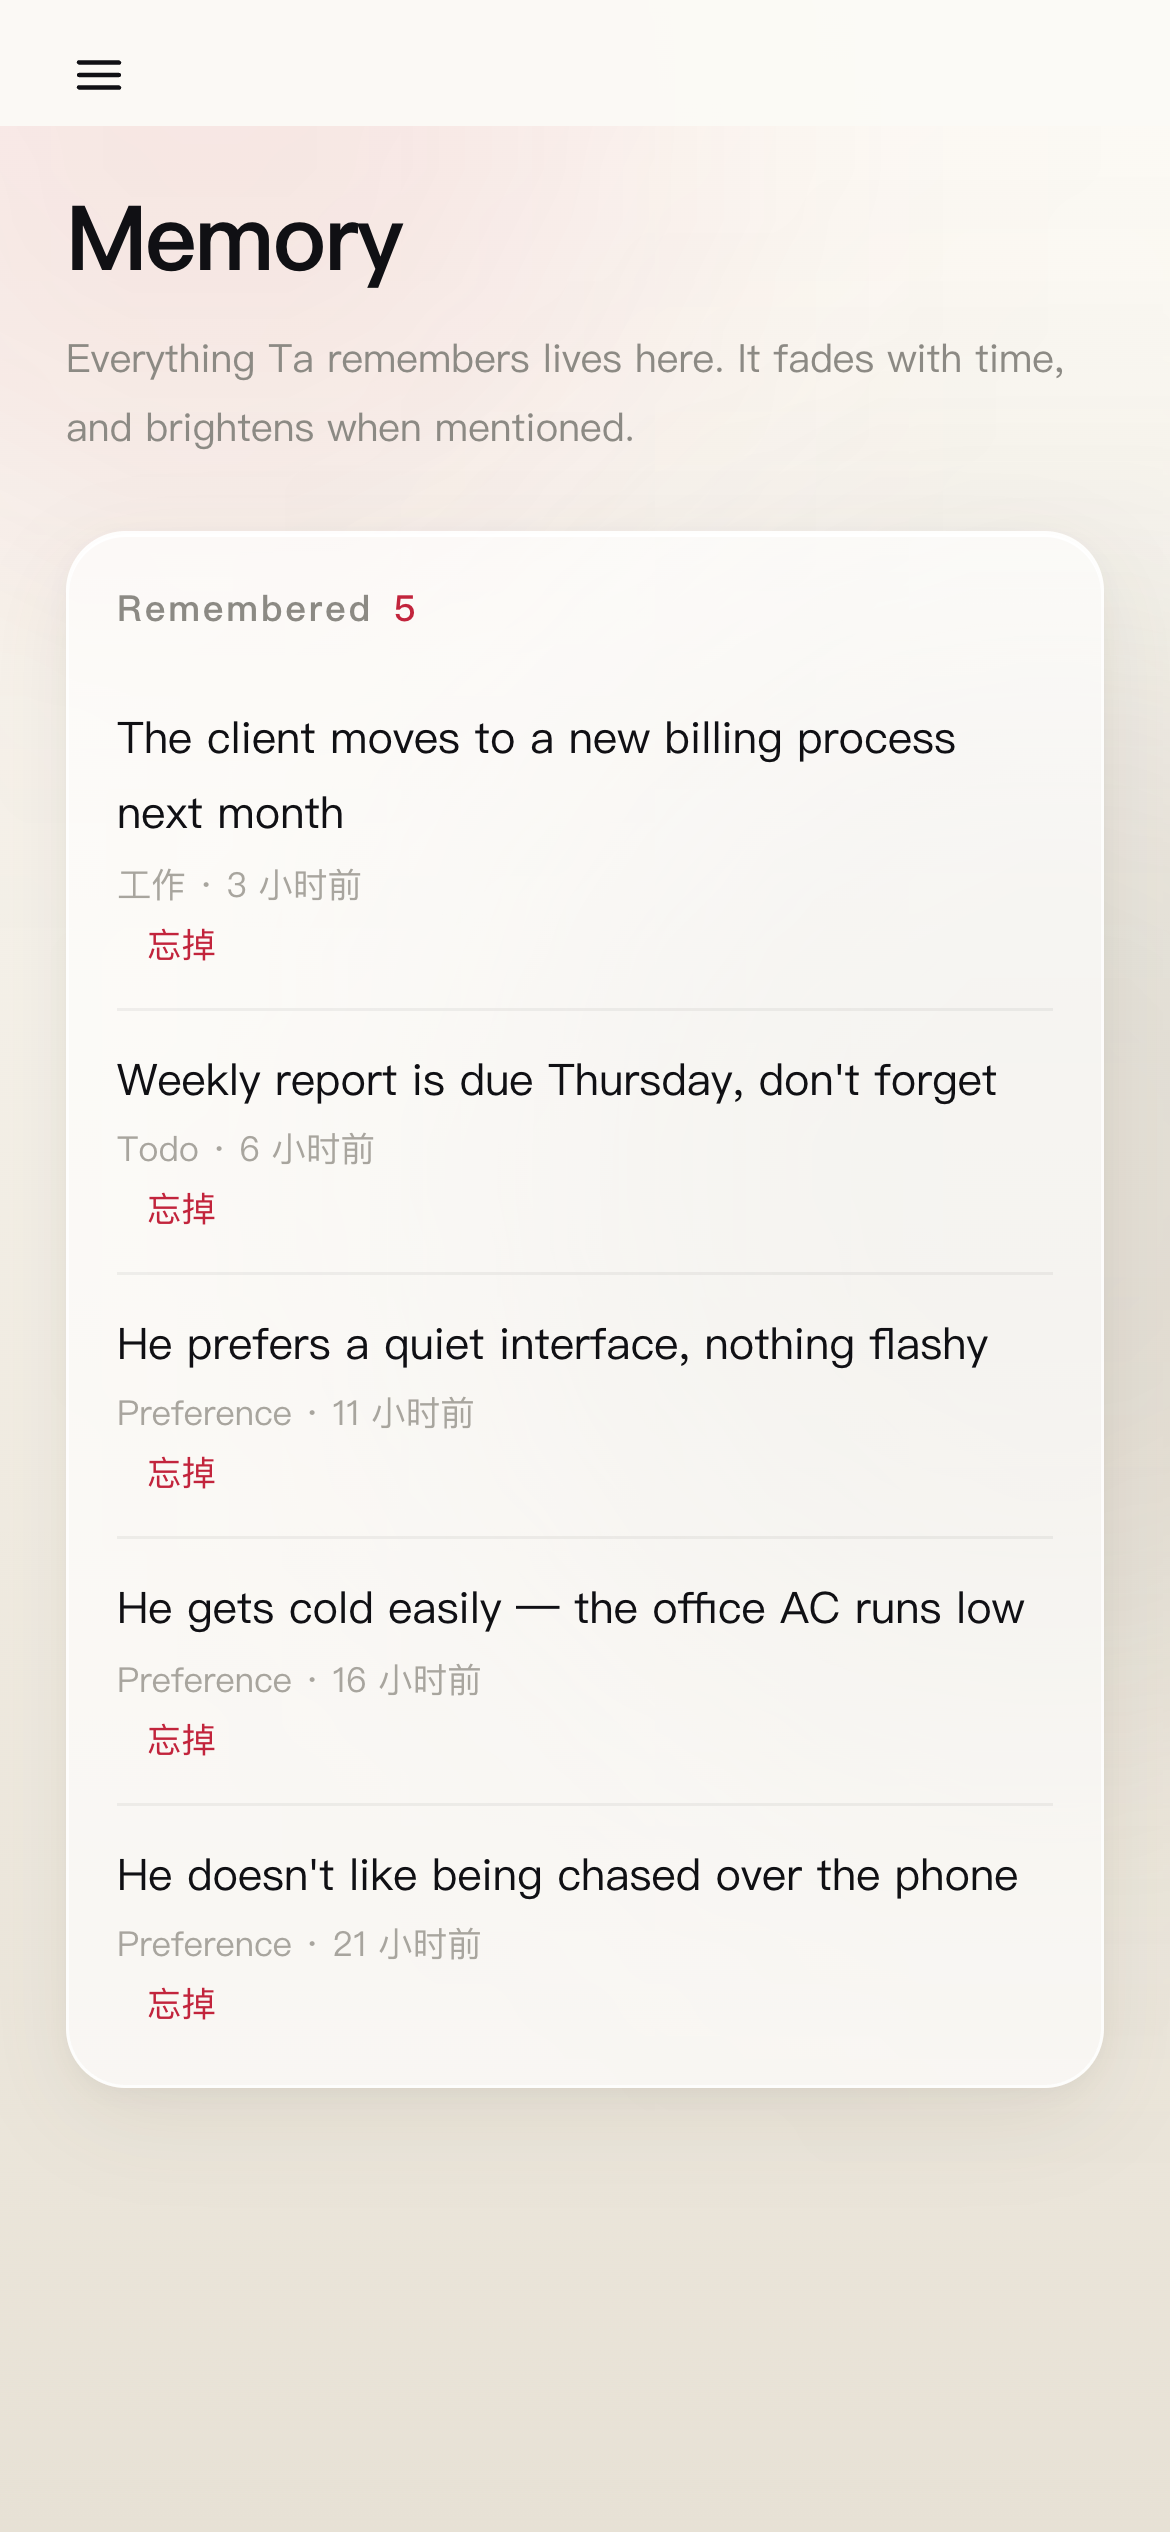 Memory
Everything Ta remembers lives here. It fades with time,
and brightens when mentioned.
Remembered 5
The client moves to a new billing process
next month
工作 · 3 小时前
忘掉
Weekly report is due Thursday, don't forget
Todo · 6 小时前
忘掉
He prefers a quiet interface, nothing flashy
Preference · 11 小时前
忘掉
He gets cold easily — the office AC runs low
Preference · 16 小时前
忘掉
He doesn't like being chased over the phone
Preference · 21 小时前
忘掉